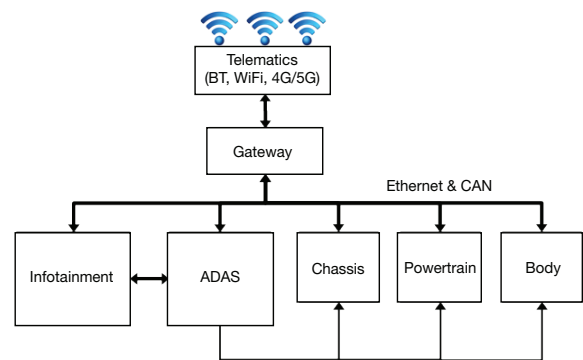 Telematics
(BT, WiFi, 4G/5G)
Gateway
Ethernet & CAN
Infotainment
ADAS
Chassis
Powertrain
Body